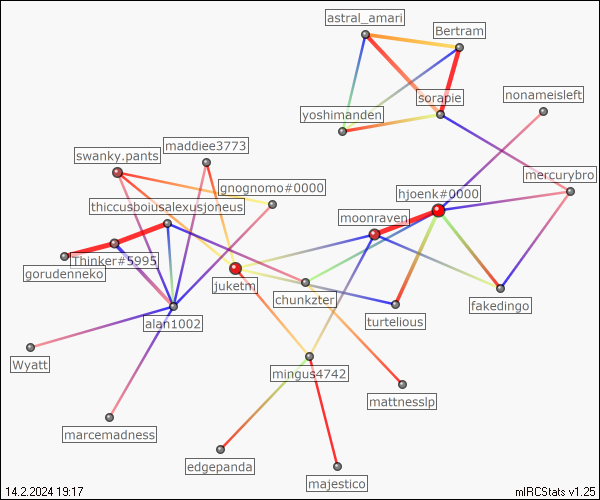 astral_amari
Bertram
sorapie
nonameisleft
yoshimanden
maddiee3773
swanky.pants
mercurybro
gnognomo#0000
hjoenk#0000
thiccusboiusalexusjoneus
moonraven
Thinker#5995
gorudenneko
juketm
chunkzter
fakedingo
turtelious
alan1002
Wyatt
mingus4742
mattnesslp
marcemadness
edgepanda
majestico
14.2.2024 19:17
mIRCStats v1.25